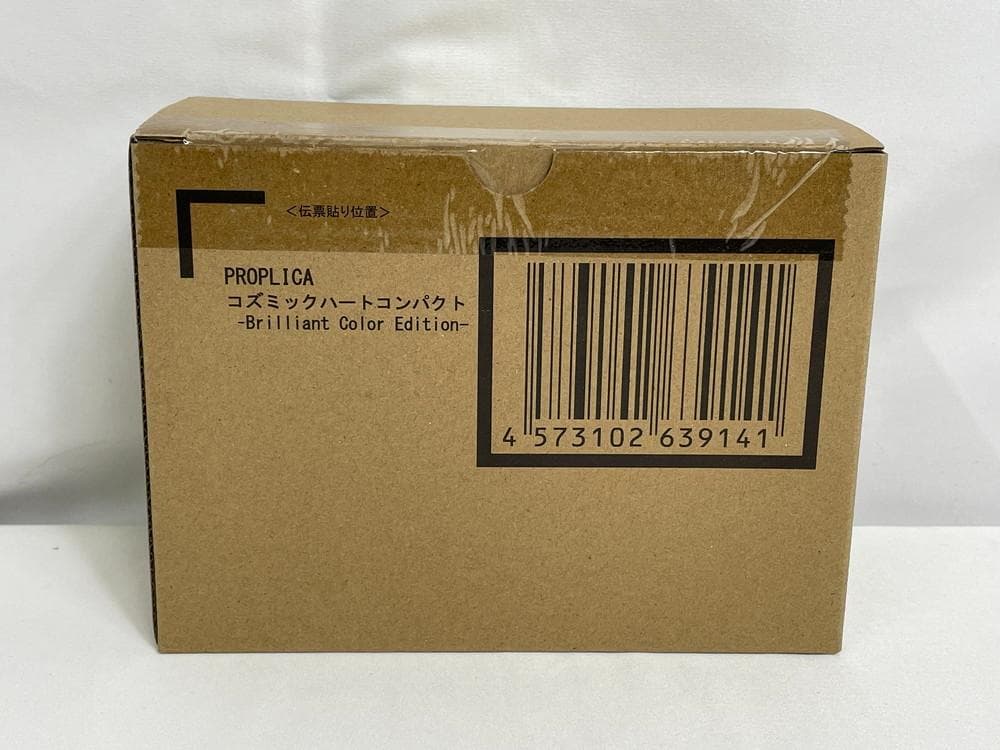 ＜伝票貼り位置＞
PROPLICA
コズミックハートコンパクト
-Brilliant Color Edition-
4 573102 639141